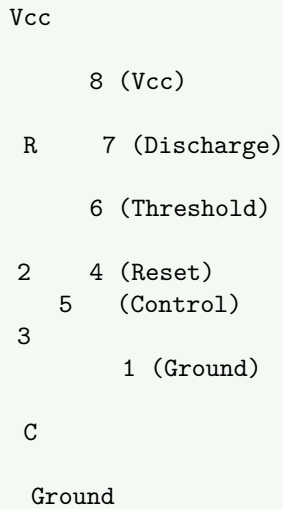 Vcc
8 (Vcc)
R 7 (Discharge)
6 (Threshold)
2 4 (Reset)
5 (Control)
3
1 (Ground)
C
Ground